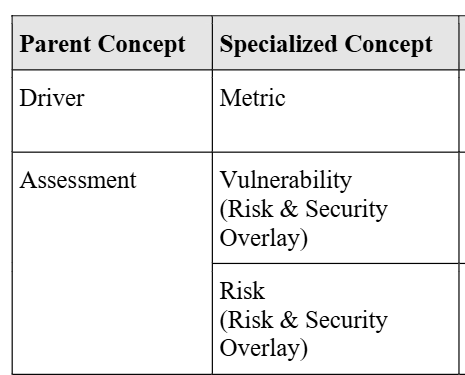 Parent Concept
Specialized Concept
Driver
Metric
Assessment
Vulnerability
(Risk & Security
Overlay)
Risk
(Risk & Security
Overlay)